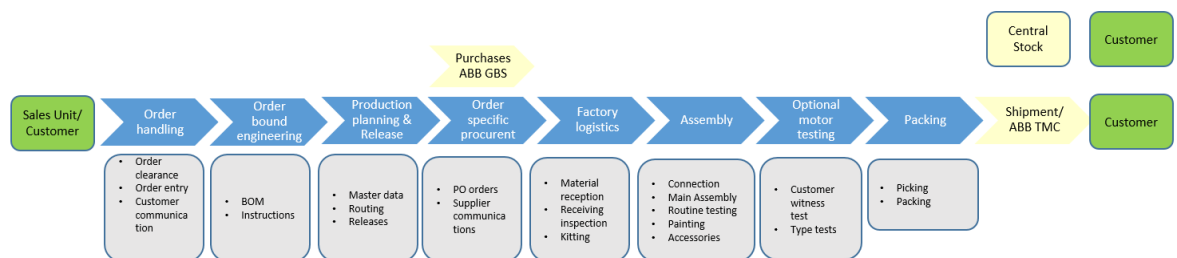 Central
Stock
Customer
Purchases
ABB GBS
Sales Unit/
Customer
Order
handling
Order
bound
engineering
Production
planning &
Release
Order
specific
procurent
Factory
logistics
Assembly
Optional
motor
testing
Packing
Shipment/
ABB TMC
Customer
• Order
clearance
• Order entry
• Customer
communica
tion
• BOM
• Instructions
• Master data
• Routing
• Releases
• PO orders
• Supplier
communica
tions
• Material
reception
• Receiving
inspection
• Kitting
• Connection
• Main Assembly
• Routine testing
• Painting
• Accessories
• Customer
witness
test
• Type tests
• Picking
• Packing